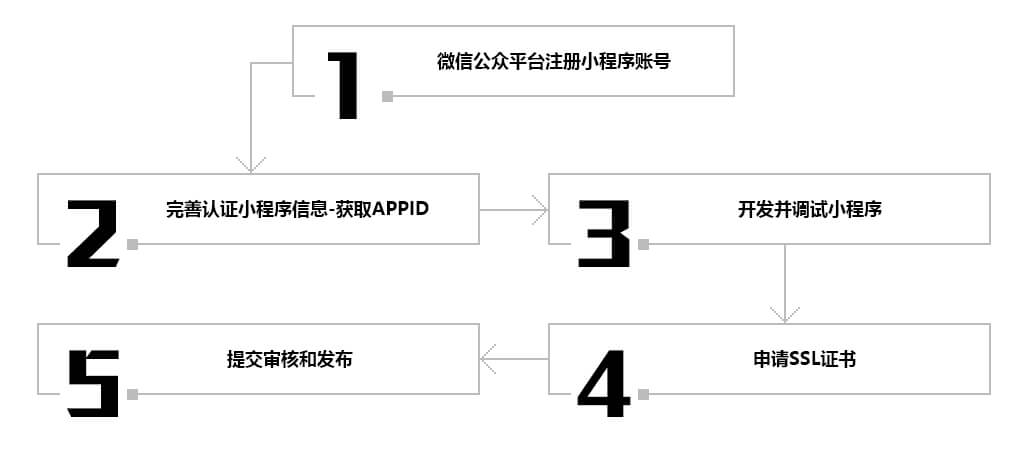 1
微信公众平台注册小程序账号
2
完善认证小程序信息-获取APPID
3
开发并调试小程序
5
提交审核和发布
4
申请SSL证书